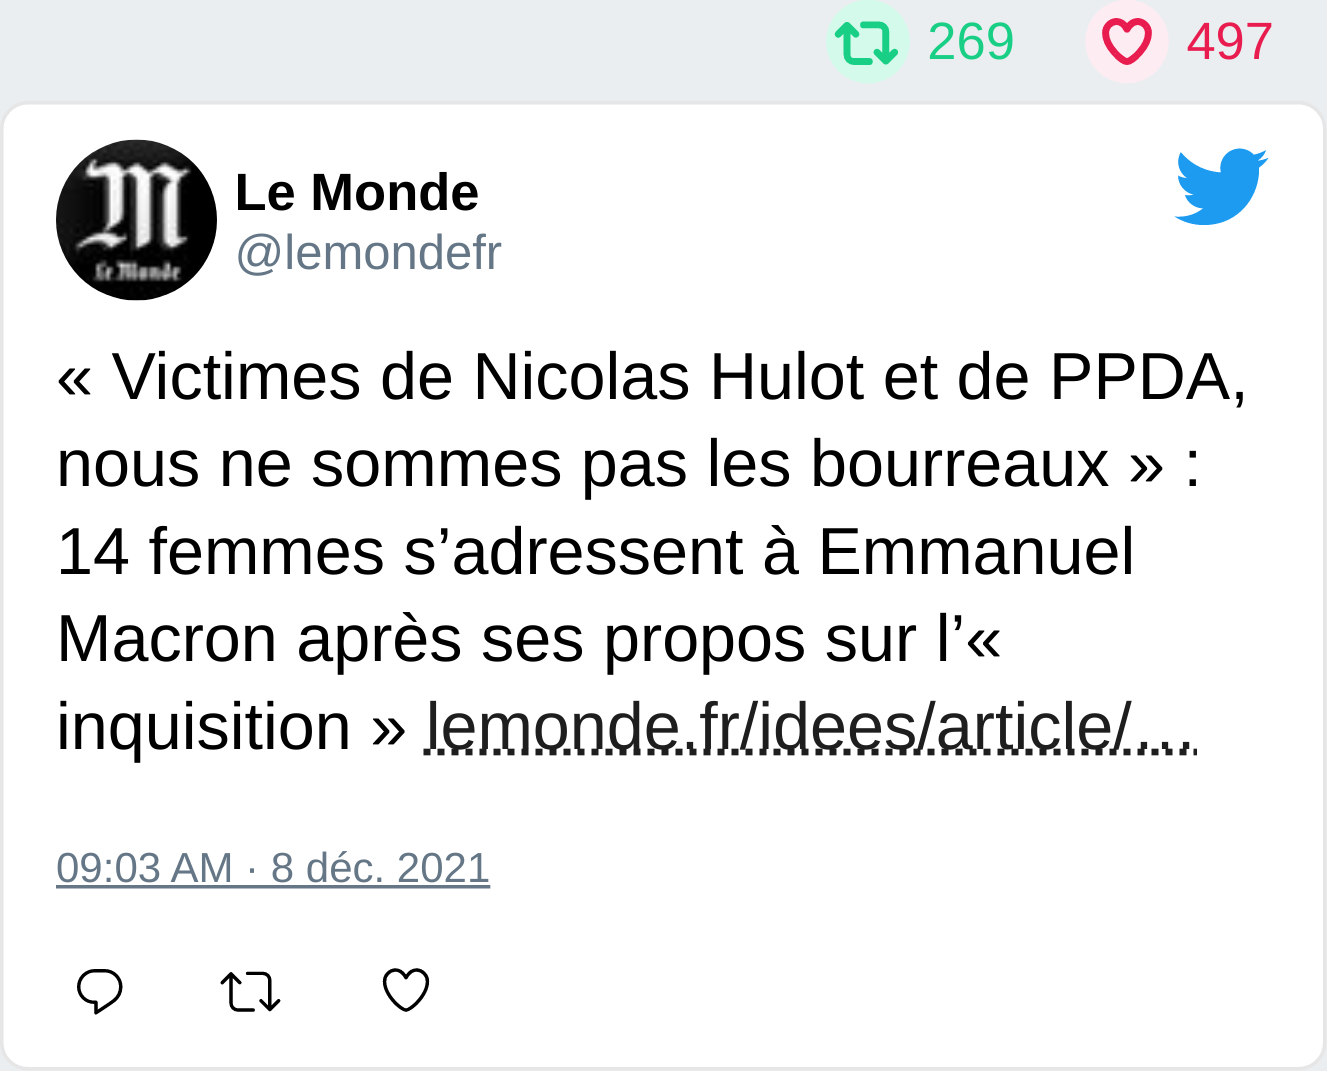 269 497
Le Monde
Le Monde
@lemondefr
« Victimes de Nicolas Hulot et de PPDA,
nous ne sommes pas les bourreaux » :
14 femmes s’adressent à Emmanuel
Macron après ses propos sur l’«
inquisition » lemonde.fr/idees/article/…
09:03 AM · 8 déc. 2021